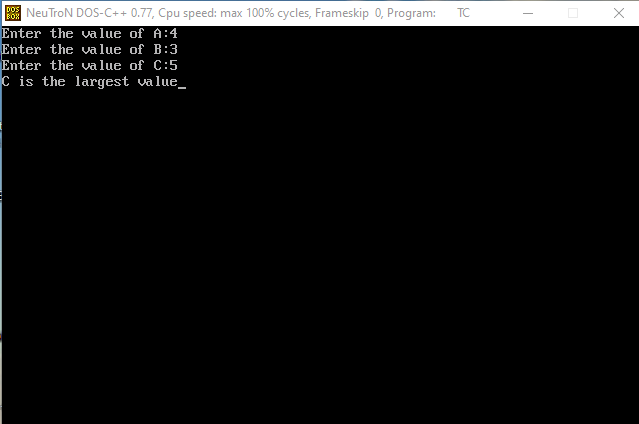 DOS BOX NeuTroN DOS-C++ 0.77, Cpu speed: max 100% cycles, Frameskip 0, Program: TC
Enter the value of A:4
Enter the value of B:3
Enter the value of C:5
C is the largest value_